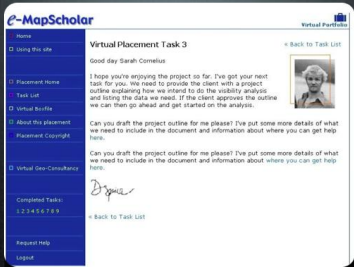 e-MapScholar
Virtual Portfolio
Home
Using this site
Placement Home
Task List
Virtual Boxfile
About this placement
Placement Copyright
Virtual Geo-Consultancy
Completed Tasks:
1 2 3 4 5 6 7 8 9
Request Help
Logout
Virtual Placement Task 3
« Back to Task List
Good day Sarah Cornelius
I hope you're enjoying the project so far. I've got your next
task for you. We need to provide the client with a project
outline explaining how we intend to do the visibility analysis
and listing the data we need. If the client approves the outline
we can then go ahead and get started on the analysis.
Can you draft the project outline for me please? I've put some more details of what
we need to include in the document and information about where you can get help
here.
Can you draft the project outline for me please? I've put some more details of what
we need to include in the document and information about where you can get help
here.
« Back to Task List